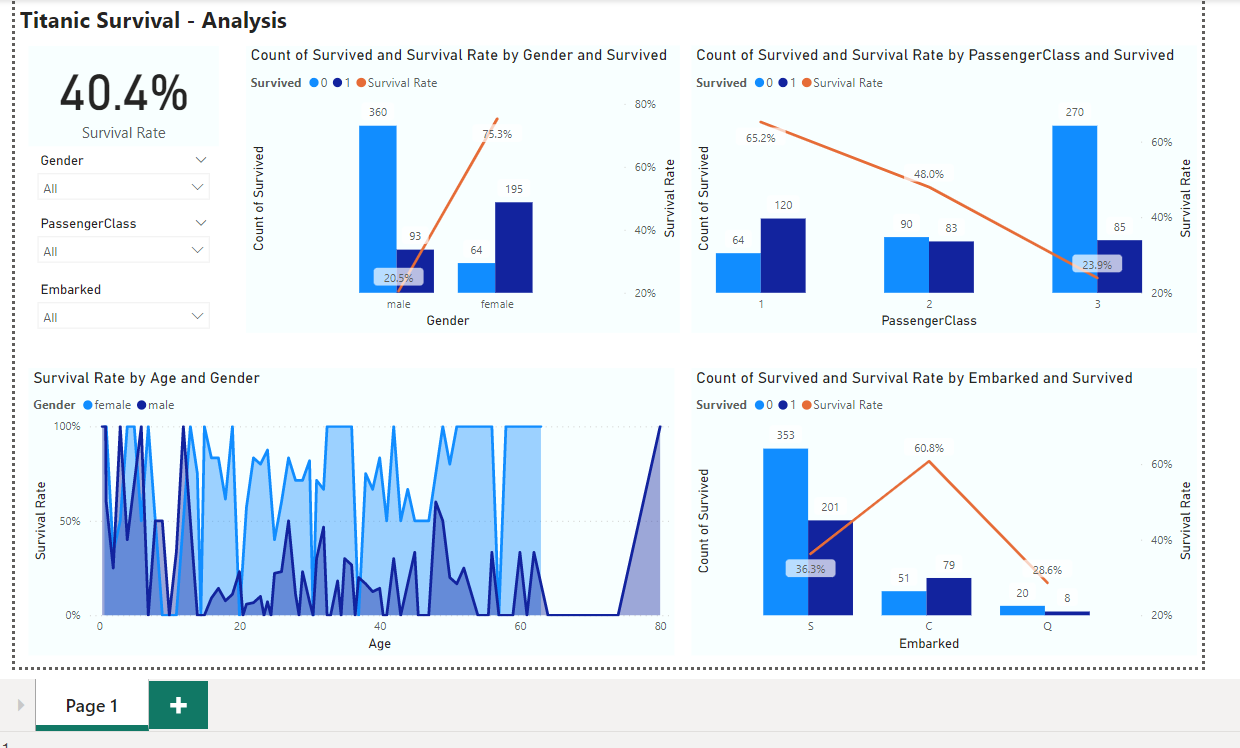 Titanic Survival - Analysis
40.4%
Survival Rate
Gender
All
PassengerClass
All
Embarked
All
Count of Survived and Survival Rate by Gender and Survived
Survived 0 1 Survival Rate
Count of Survived
360
93
20.5%
64
195
75.3%
80%
60%
40%
20%
Survival Rate
male female
Gender
Count of Survived and Survival Rate by PassengerClass and Survived
Survived 0 1 Survival Rate
Count of Survived
65.2%
64
120
48.0%
90
83
270
85
23.9%
60%
40%
20%
Survival Rate
1 2 3
PassengerClass
Survival Rate by Age and Gender
Gender female male
Survival Rate
100%
50%
0%
0 20 40 60 80
Age
Count of Survived and Survival Rate by Embarked and Survived
Survived 0 1 Survival Rate
Count of Survived
353
201
36.3%
60.8%
51
79
28.6%
20
8
60%
40%
20%
Survival Rate
S C Q
Embarked
Page 1
+